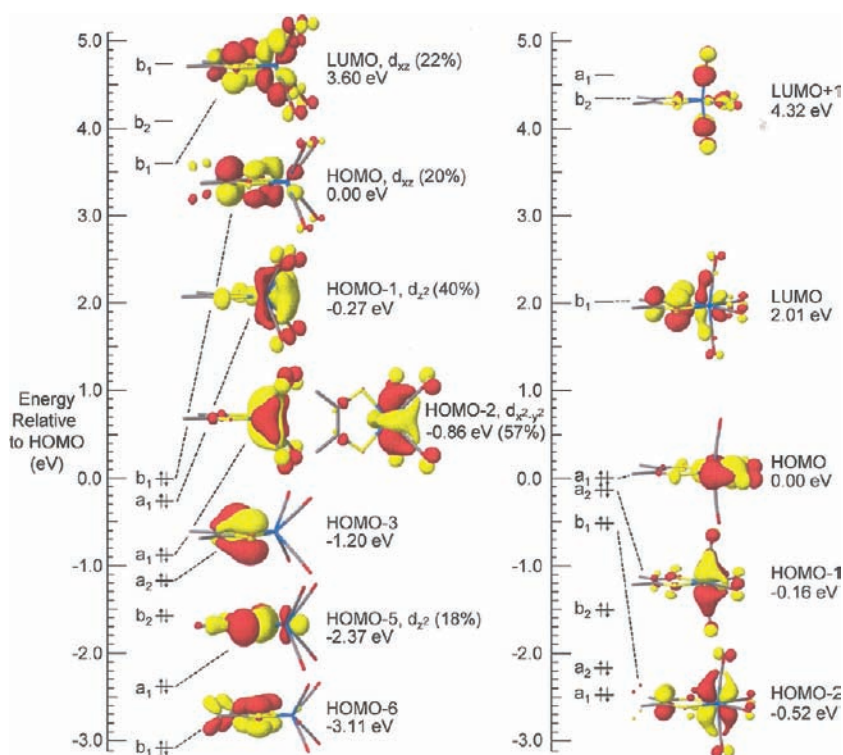 5.0
b₁
LUMO, d_xz (22%)
3.60 eV
4.0
b₂
b₁
HOMO, d_xz (20%)
0.00 eV
3.0
HOMO-1, d_z² (40%)
-0.27 eV
2.0
1.0
Energy
Relative
to HOMO
(eV)
HOMO-2, d_x²-y²
-0.86 eV (57%)
0.0
b₁
a₁
a₁
a₂
HOMO-3
-1.20 eV
-1.0
b₂
HOMO-5, d_z² (18%)
-2.37 eV
-2.0
a₁
HOMO-6
-3.11 eV
b₁
-3.0
5.0
a₁
b₂
LUMO+1
4.32 eV
4.0
3.0
b₁
LUMO
2.01 eV
2.0
1.0
HOMO
0.00 eV
0.0
a₁
a₂
b₁
HOMO-1
-0.16 eV
-1.0
b₂
-2.0
a₂
a₁
HOMO-2
-0.52 eV
-3.0